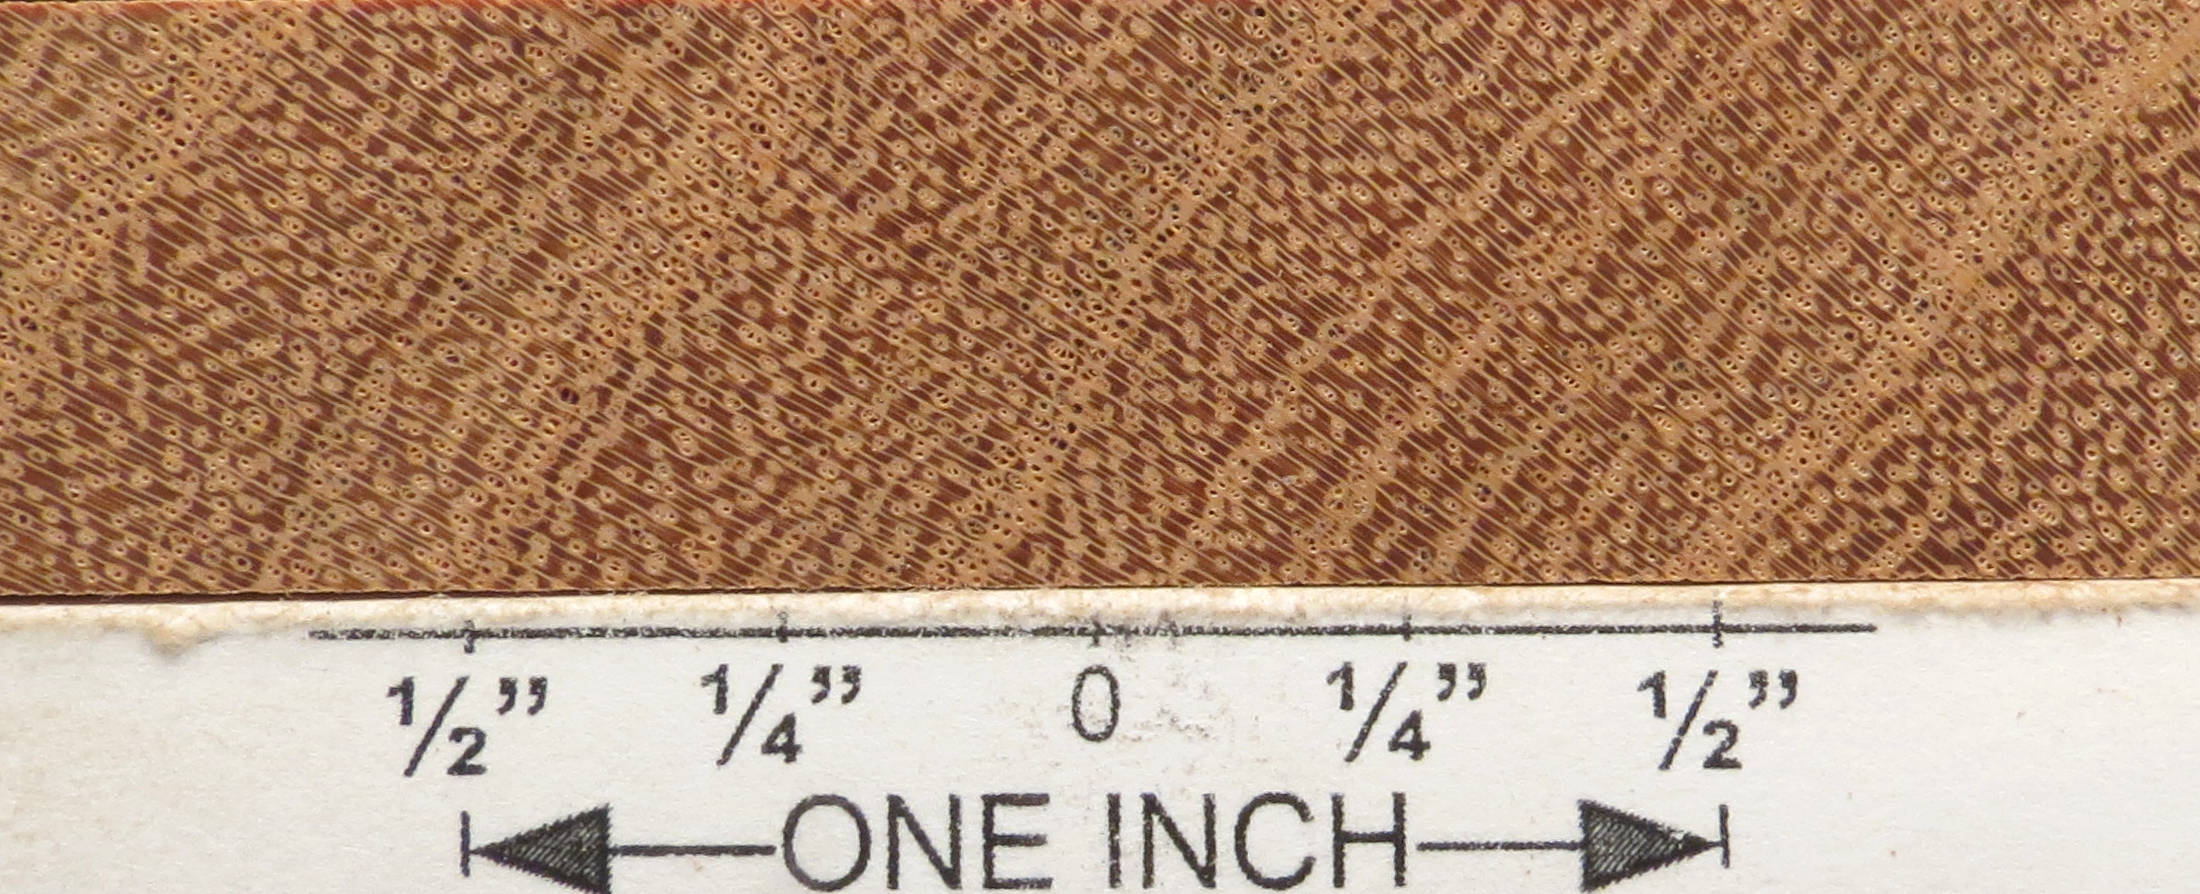 1/2” 1/4” 0 1/4” 1/2”
ONE INCH